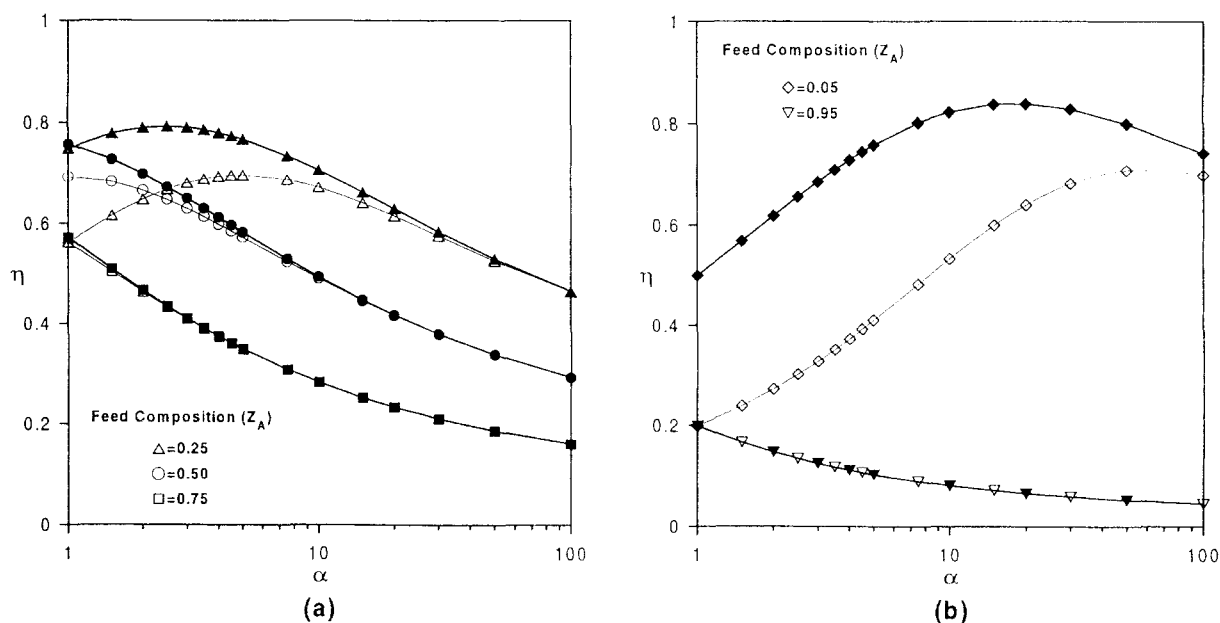 1
0.8
0.6
η
0.4
0.2
0
Feed Composition (Z_A)
△=0.25
○=0.50
□=0.75
1 10 100
α
(a)
1
0.8
0.6
η
0.4
0.2
0
Feed Composition (Z_A)
◇=0.05
▽=0.95
1 10 100
α
(b)